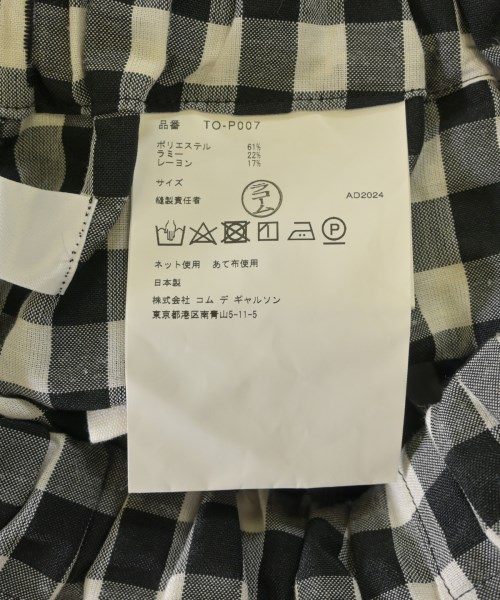 品番 TO-P007
ポリエステル 61%
ラミー 22%
レーヨン 17%
サイズ
縫製責任者
AD2024
P
ネット使用 あて布使用
日本製
株式会社 コム デ ギャルソン
東京都港区南青山5-11-5